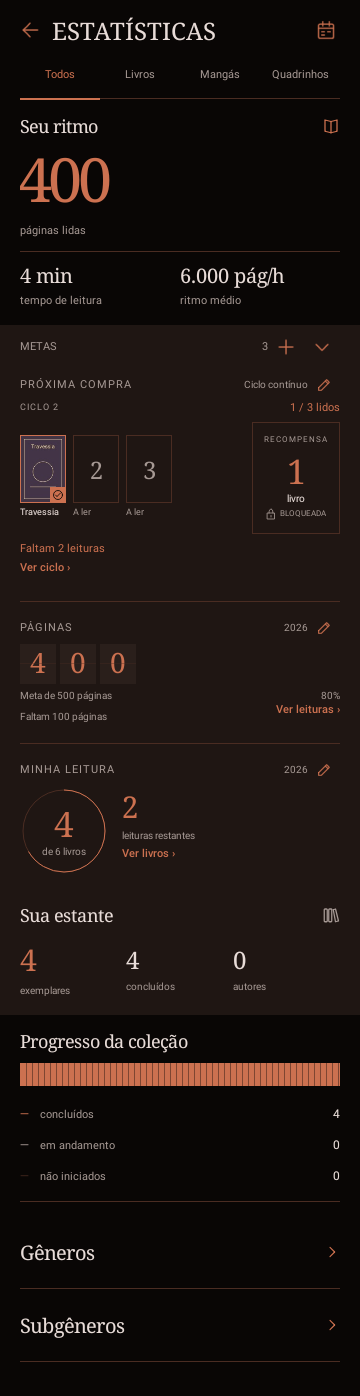 ESTATÍSTICAS
Todos Livros Mangás Quadrinhos
Seu ritmo
400
páginas lidas
4 min 6.000 pág/h
tempo de leitura ritmo médio
METAS 3
PRÓXIMA COMPRA Ciclo contínuo
CICLO 2 1 / 3 lidos
RECOMPENSA
Travessia
2 3
1
livro
BLOQUEADA
Travessia A ler A ler
Faltam 2 leituras
Ver ciclo ›
PÁGINAS 2026
4 0 0
Meta de 500 páginas 80%
Faltam 100 páginas Ver leituras ›
MINHA LEITURA 2026
4
de 6 livros
2
leituras restantes
Ver livros ›
Sua estante
4 4 0
exemplares concluídos autores
Progresso da coleção
concluídos 4
em andamento 0
não iniciados 0
Gêneros
Subgêneros